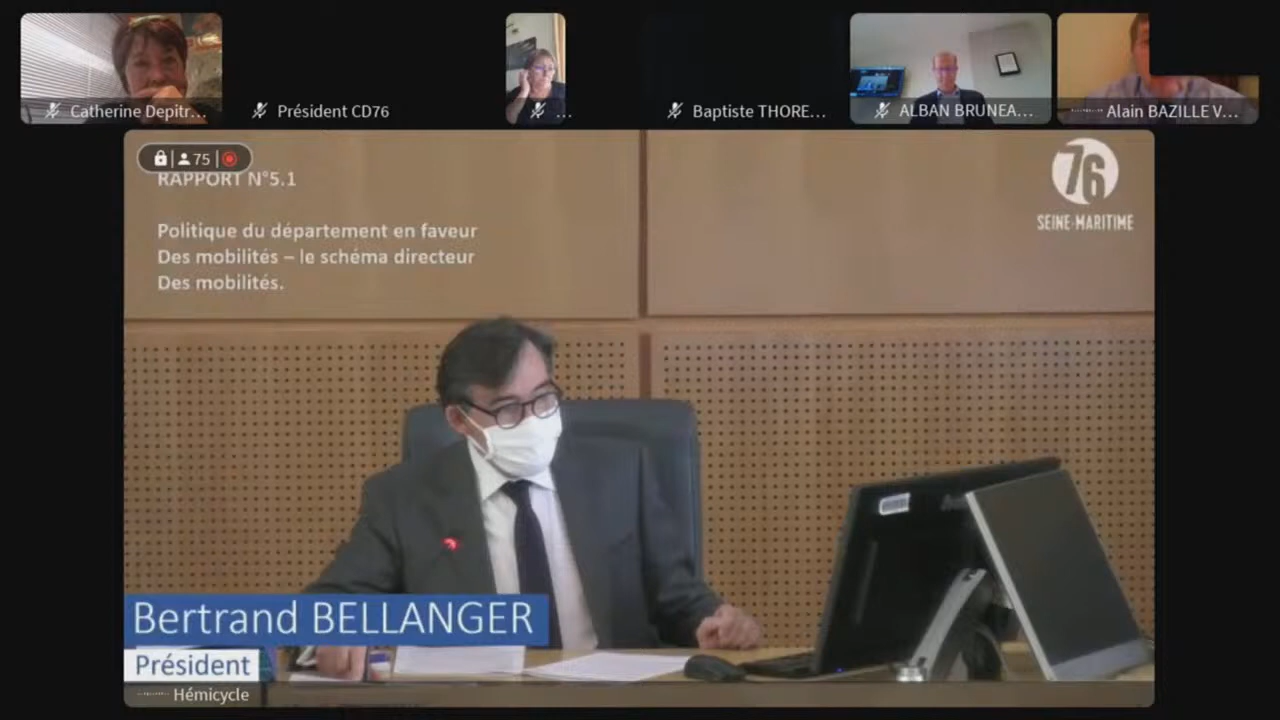 Catherine Depitr...
Président CD76
...
Baptiste THORE...
ALBAN BRUNEA...
Alain BAZILLE V...
75
RAPPORT N°5.1
Politique du département en faveur
Des mobilités – le schéma directeur
Des mobilités.
76
SEINE-MARITIME
Bertrand BELLANGER
Président
Hémicycle